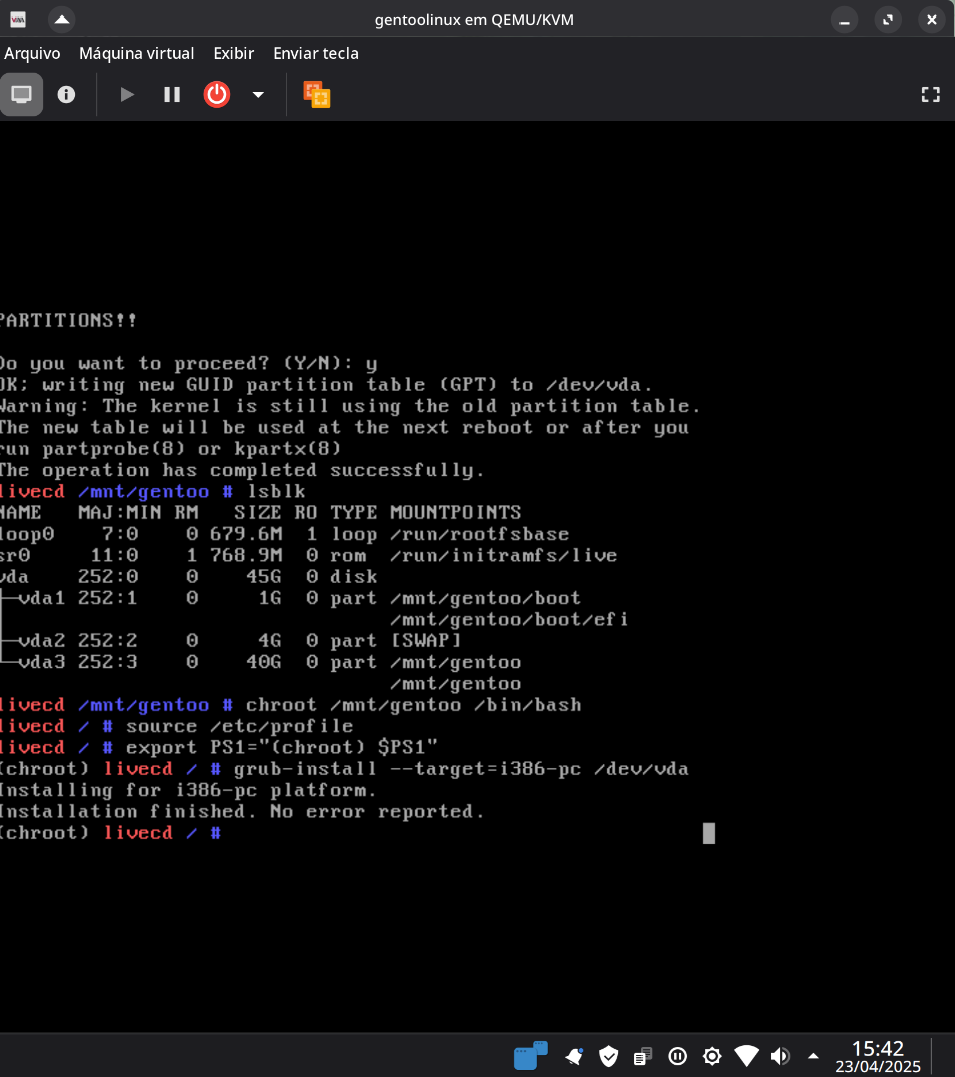 gentoolinux em QEMU/KVM
Arquivo Máquina virtual Exibir Enviar tecla
PARTITIONS!!
Do you want to proceed? (Y/N): y
OK; writing new GUID partition table (GPT) to /dev/vda.
Warning: The kernel is still using the old partition table.
The new table will be used at the next reboot or after you
run partprobe(8) or kpartx(8)
The operation has completed successfully.
livecd /mnt/gentoo # lsblk
NAME   MAJ:MIN RM   SIZE RO TYPE MOUNTPOINTS
loop0    7:0    0 679.6M  1 loop /run/rootfsbase
sr0     11:0    1 768.9M  0 rom  /run/initramfs/live
vda    252:0    0    45G  0 disk
├─vda1 252:1    0     1G  0 part /mnt/gentoo/boot
/mnt/gentoo/boot/efi
├─vda2 252:2    0     4G  0 part [SWAP]
└─vda3 252:3    0    40G  0 part /mnt/gentoo
/mnt/gentoo
livecd /mnt/gentoo # chroot /mnt/gentoo /bin/bash
livecd / # source /etc/profile
livecd / # export PS1="(chroot) $PS1"
(chroot) livecd / # grub-install --target=i386-pc /dev/vda
Installing for i386-pc platform.
Installation finished. No error reported.
(chroot) livecd / #
15:42
23/04/2025